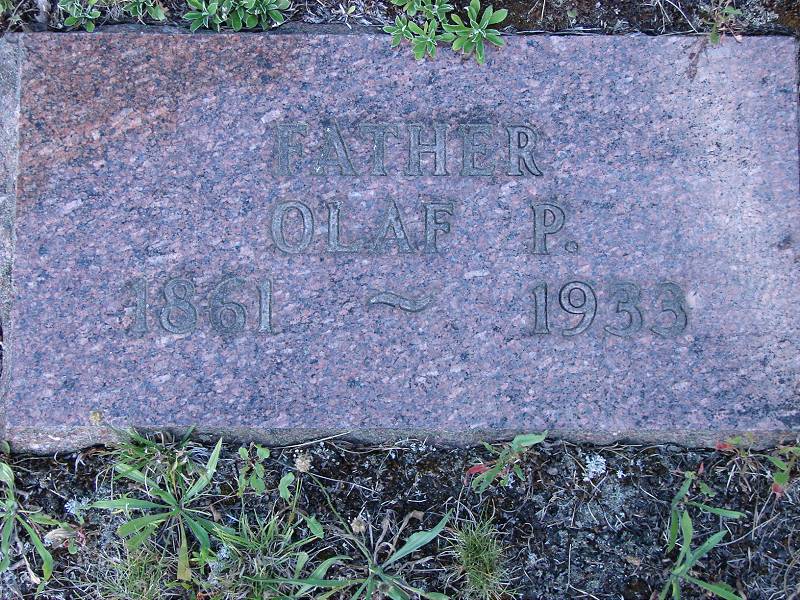 FATHER
OLAF P.
1861 ~ 1933